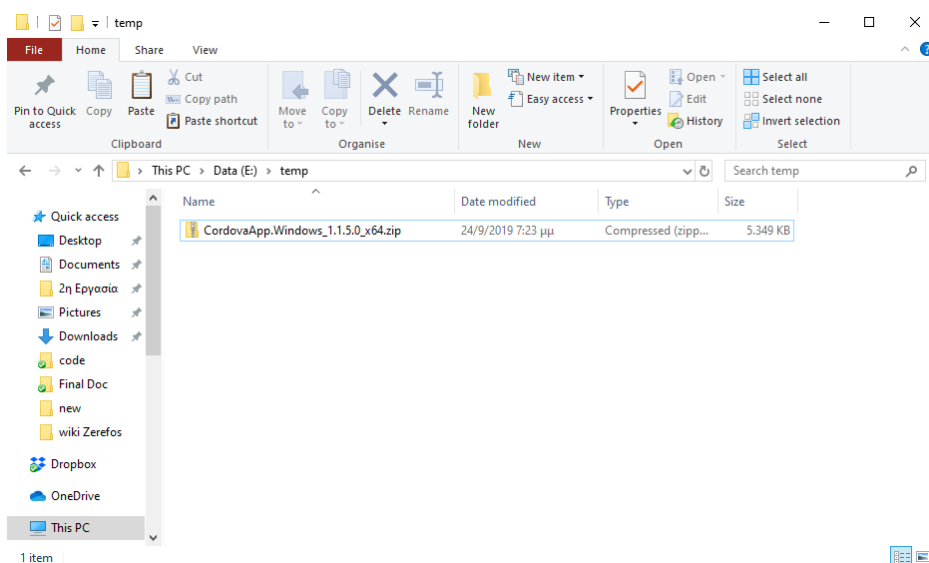 temp
File Home Share View
Pin to Quick access
Copy
Paste
Cut
Copy path
Paste shortcut
Clipboard
Move to
Copy to
Delete
Rename
Organise
New folder
New item
Easy access
New
Properties
Open
Edit
History
Open
Select all
Select none
Invert selection
Select
This PC > Data (E:) > temp
Search temp
Name Date modified Type Size
CordovaApp.Windows_1.1.5.0_x64.zip 24/9/2019 7:23 μμ Compressed (zipp... 5.349 KB
Quick access
Desktop
Documents
2η Εργασία
Pictures
Downloads
code
Final Doc
new
wiki Zerefos
Dropbox
OneDrive
This PC
1 item